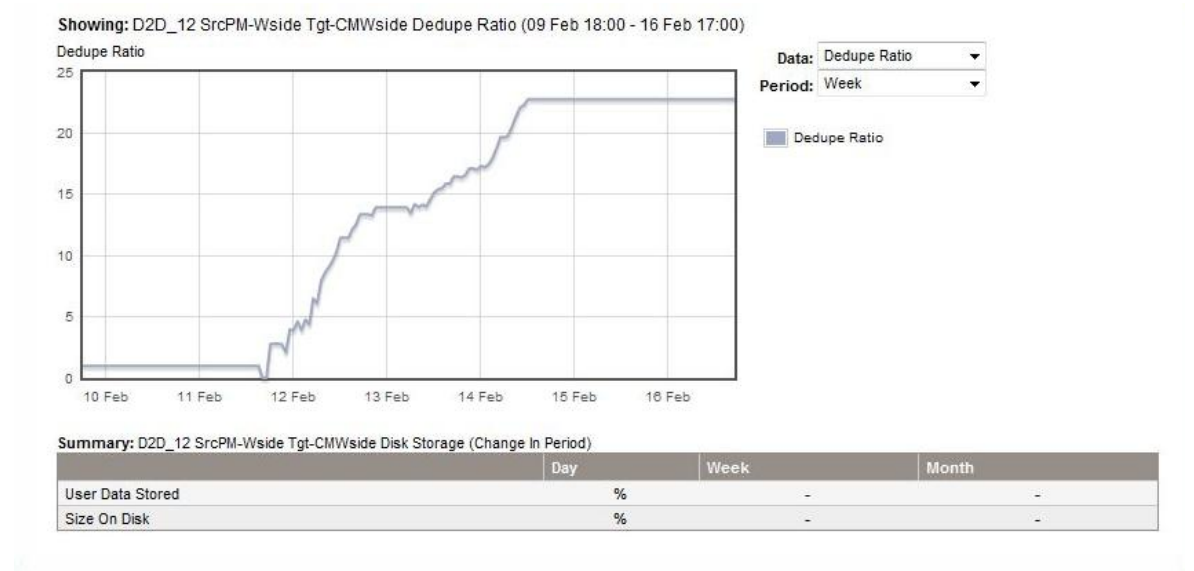 Showing: D2D_12 SrcPM-Wside Tgt-CMWside Dedupe Ratio (09 Feb 18:00 - 16 Feb 17:00)
Dedupe Ratio
Data: Dedupe Ratio
Period: Week
Dedupe Ratio
25
20
15
10
5
0
10 Feb 11 Feb 12 Feb 13 Feb 14 Feb 15 Feb 16 Feb
Summary: D2D_12 SrcPM-Wside Tgt-CMWside Disk Storage (Change In Period)
Day Week Month
User Data Stored % - -
Size On Disk % - -